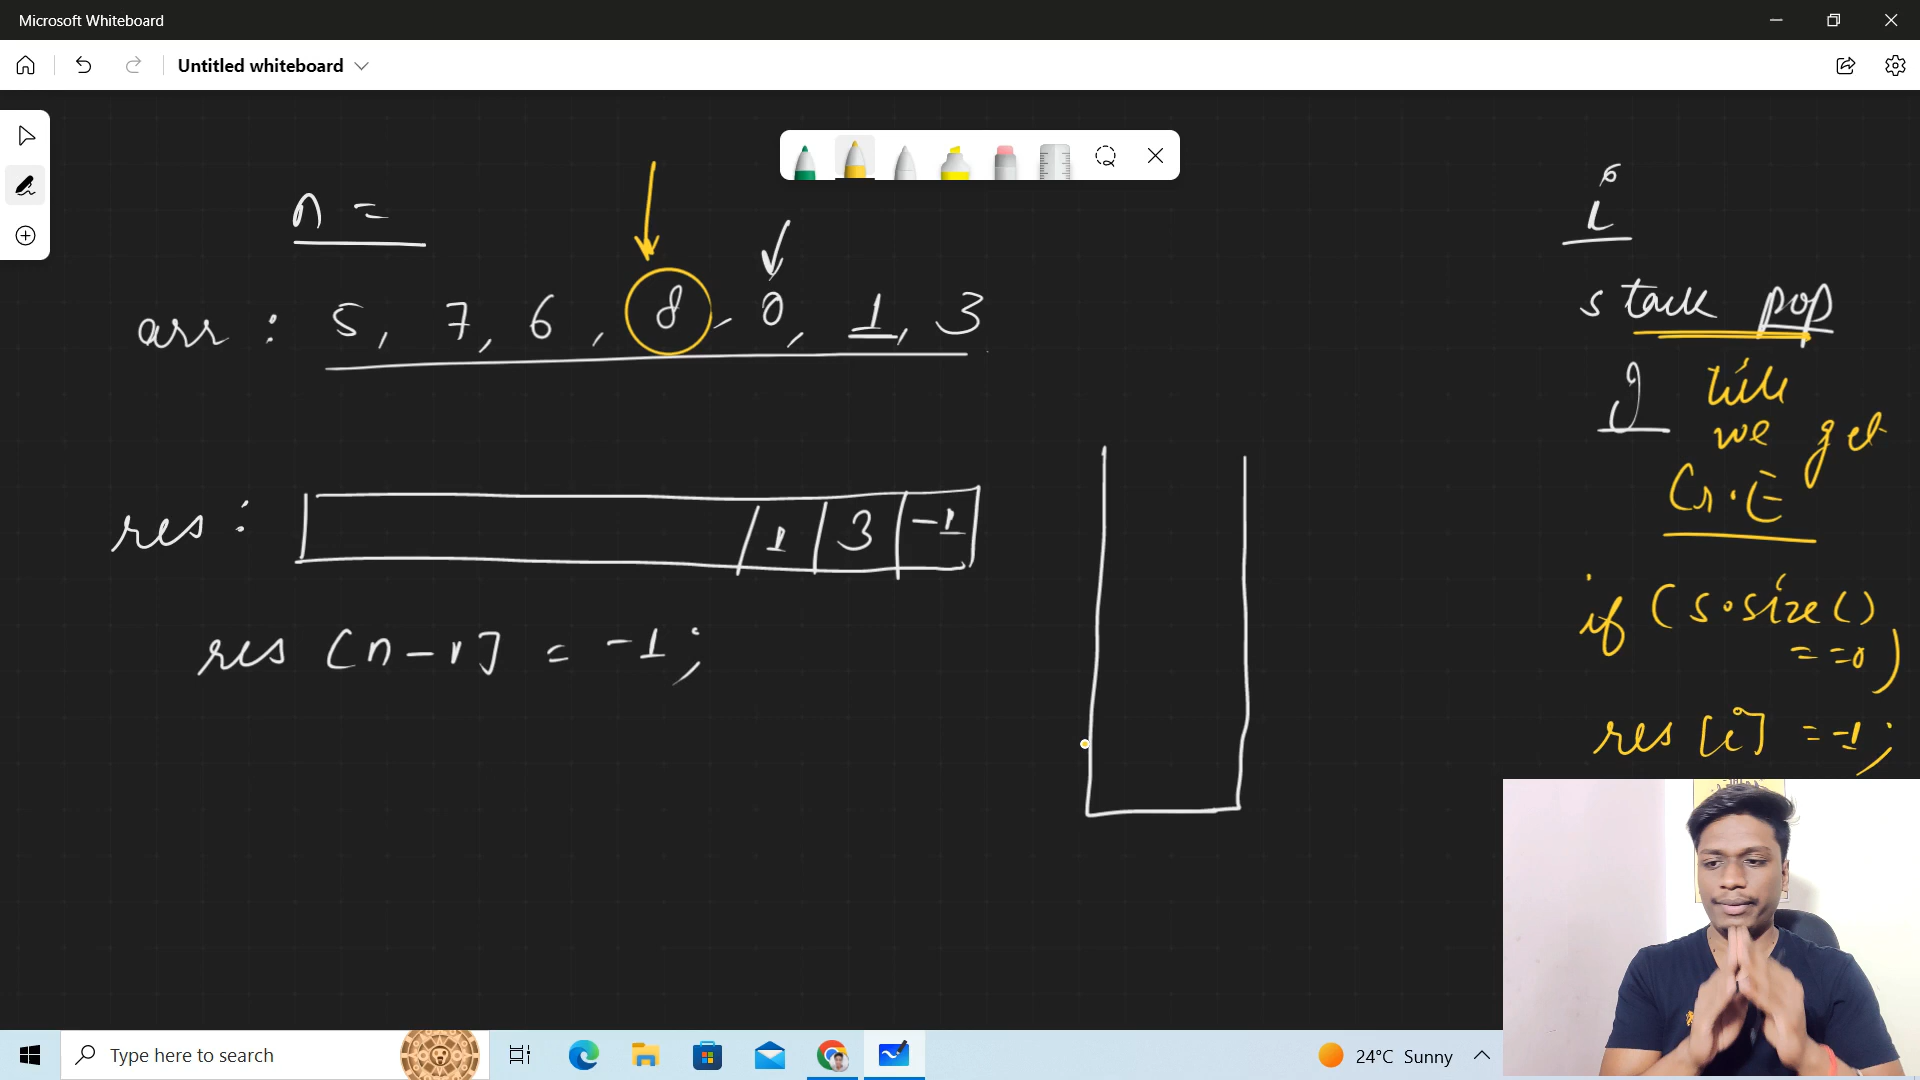 Microsoft Whiteboard
Untitled whiteboard
n =
arr : 5, 7, 6, 8, 0, 1, 3
res : 1 3 -1
res [n-1] = -1;
stack pop
till
we get
Gr.E
if (s.size()
==0)
res [i] = -1;
Type here to search
24°C Sunny